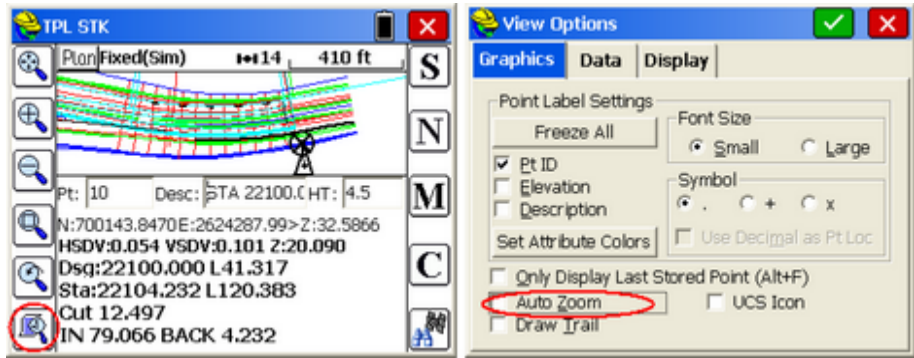 TPL STK
Plan Fixed(Sim) 14 410 ft
S
N
Pt: 10 Desc: STA 22100.( HT: 4.5
M
N:700143.8470E:2624287.99>Z:32.5866
HSDV:0.054 VSDV:0.101 Z:20.090
Dsg:22100.000 L41.317
C
Sta:22104.232 L120.383
Cut 12.497
IN 79.066 BACK 4.232
View Options
Graphics Data Display
Point Label Settings
Freeze All
Font Size
Small Large
Pt ID
Elevation
Description
Symbol
. + x
Set Attribute Colors
Use Decimal as Pt Loc
Only Display Last Stored Point (Alt+F)
Auto Zoom UCS Icon
Draw Trail